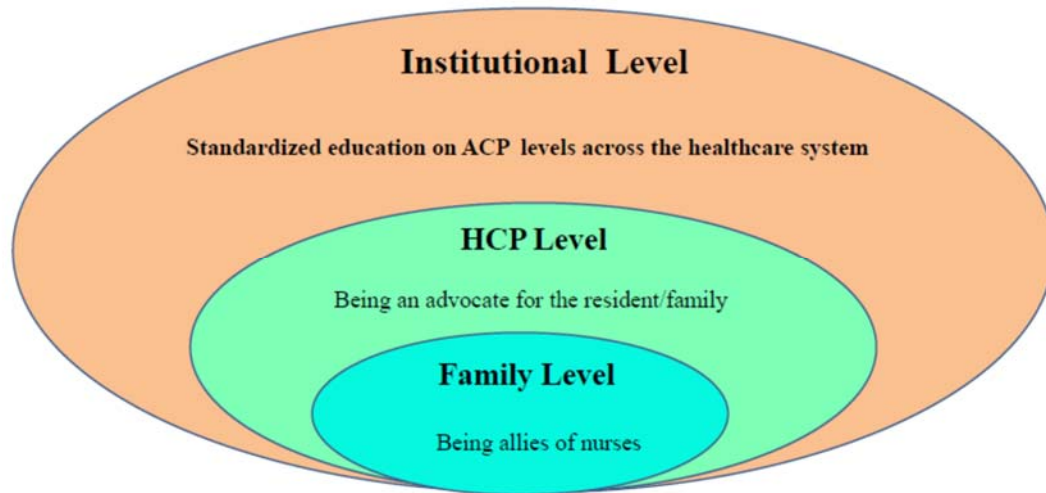 Institutional Level
Standardized education on ACP levels across the healthcare system
HCP Level
Being an advocate for the resident/family
Family Level
Being allies of nurses